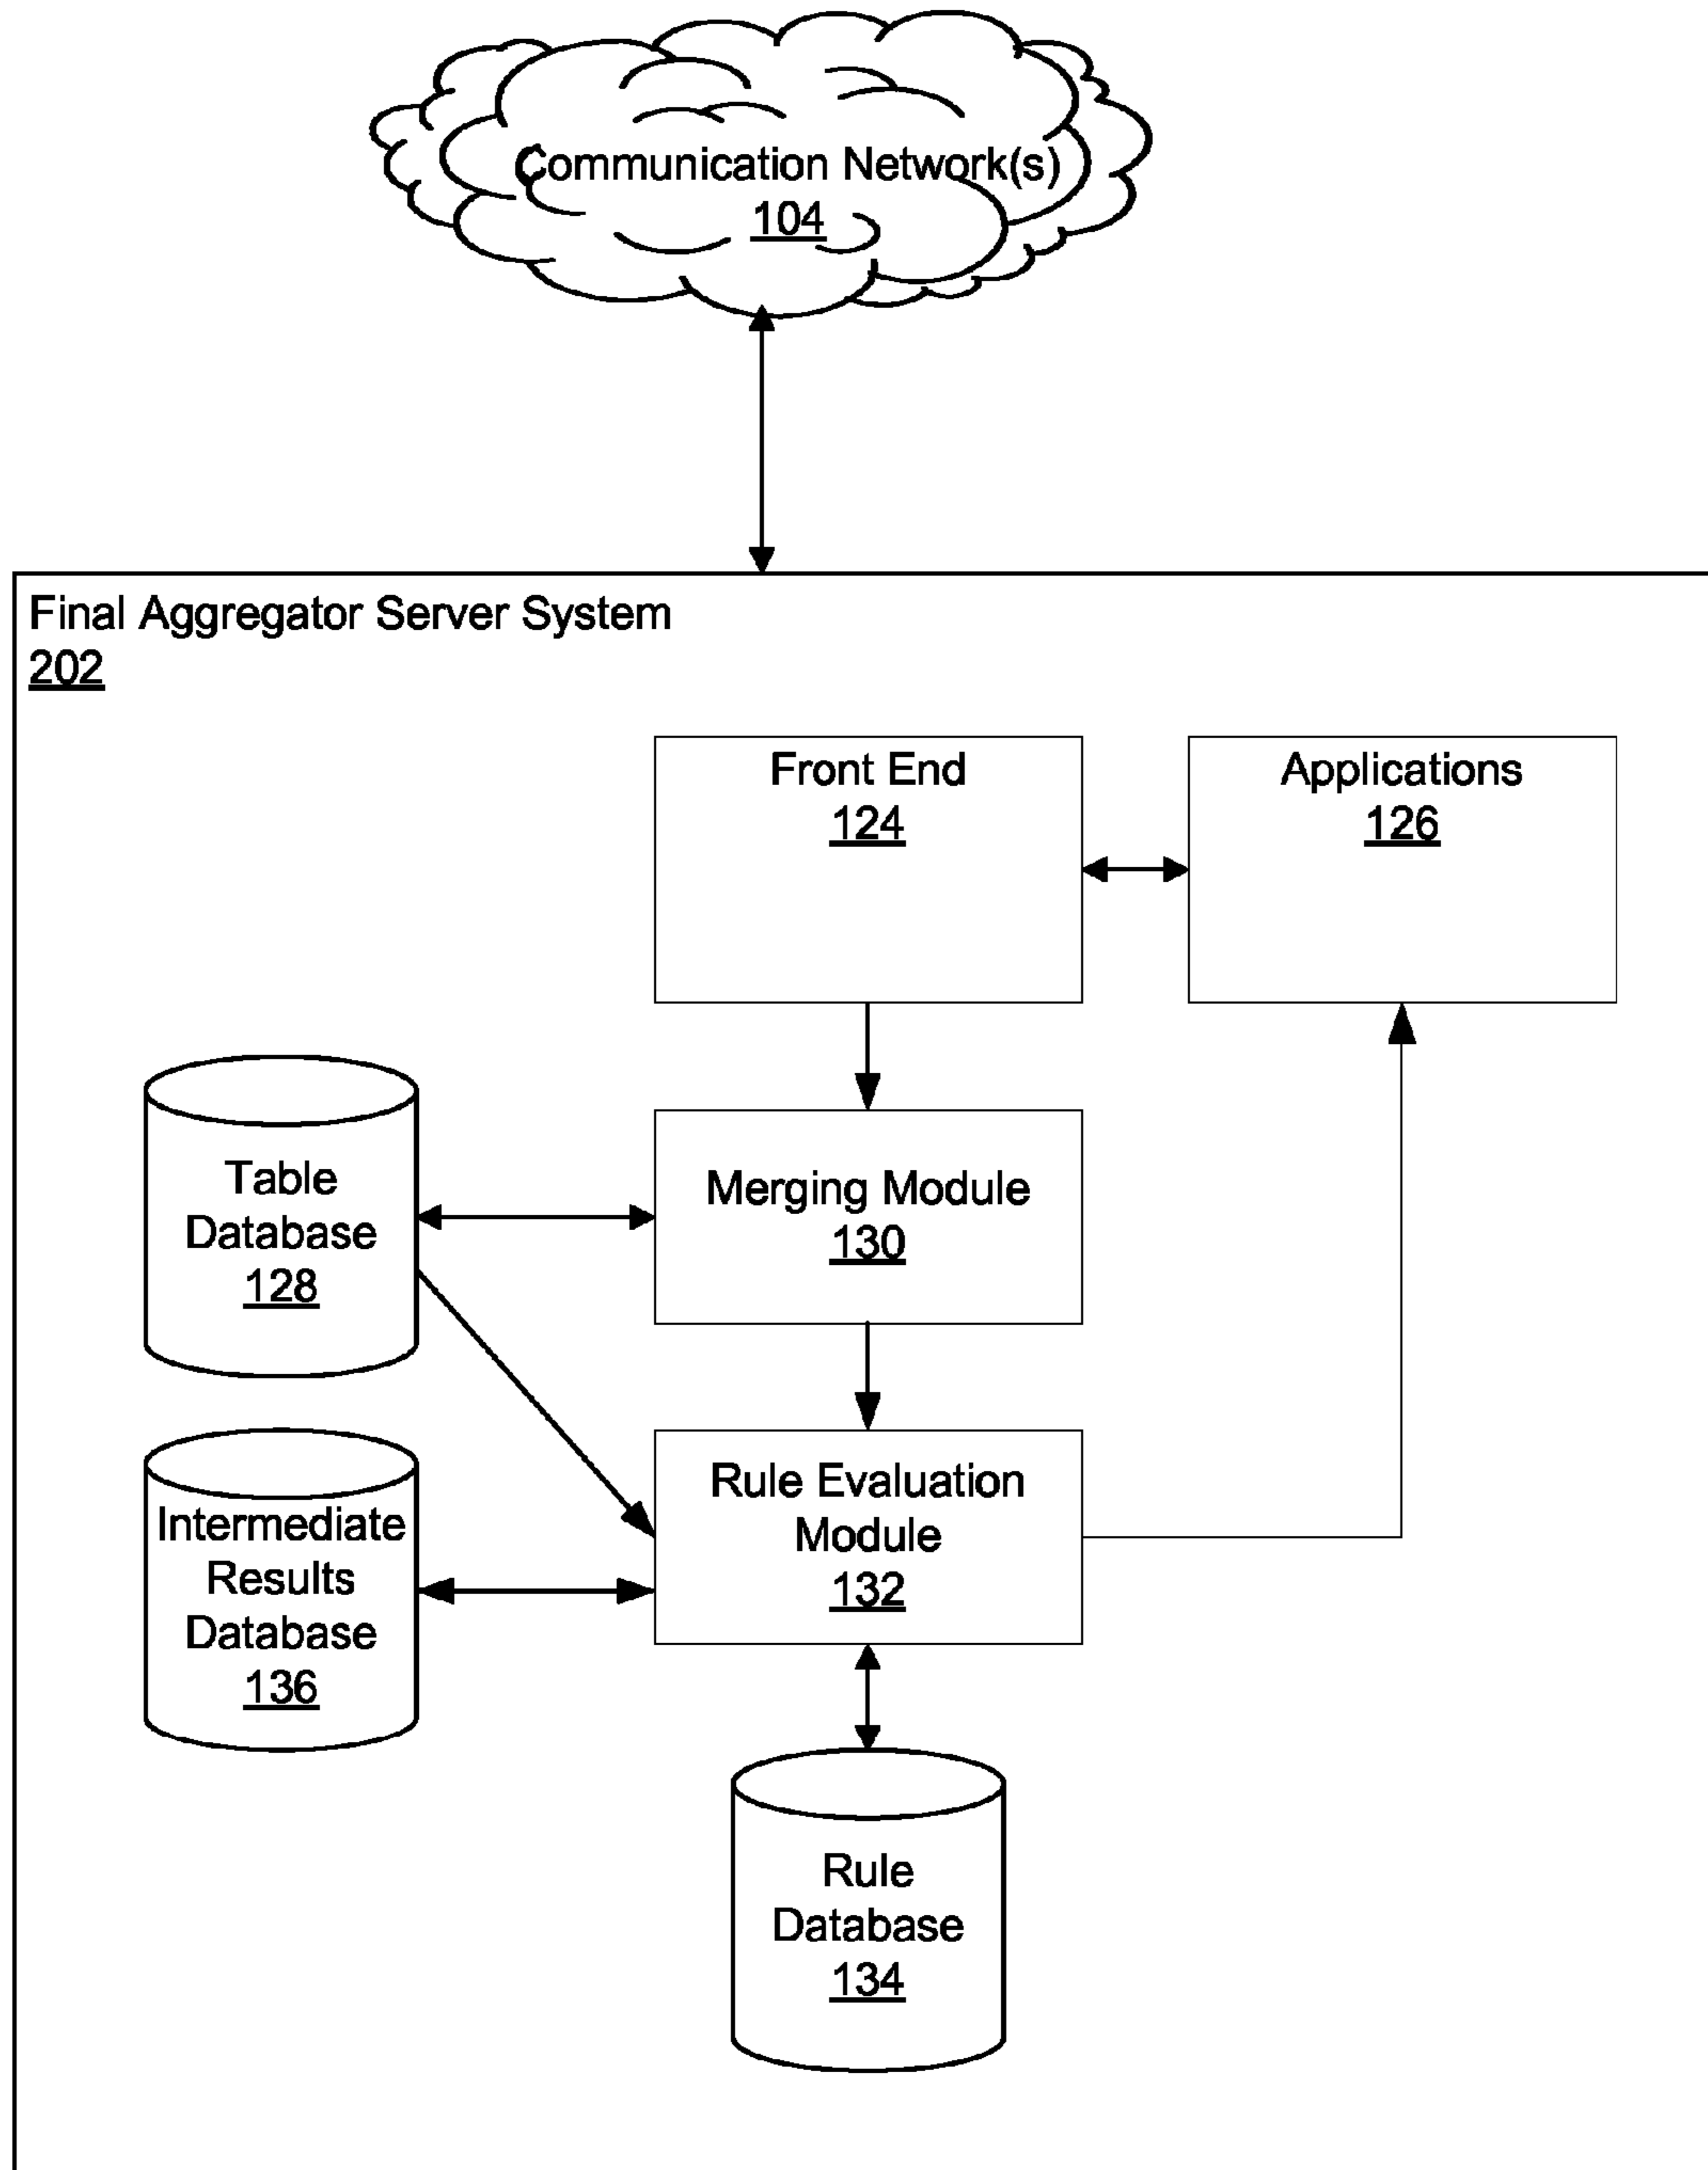 Communication Network(s)
104
Final Aggregator Server System
202
Front End
124
Applications
126
Table
Database
128
Merging Module
130
Intermediate
Results
Database
136
Rule Evaluation
Module
132
Rule
Database
134